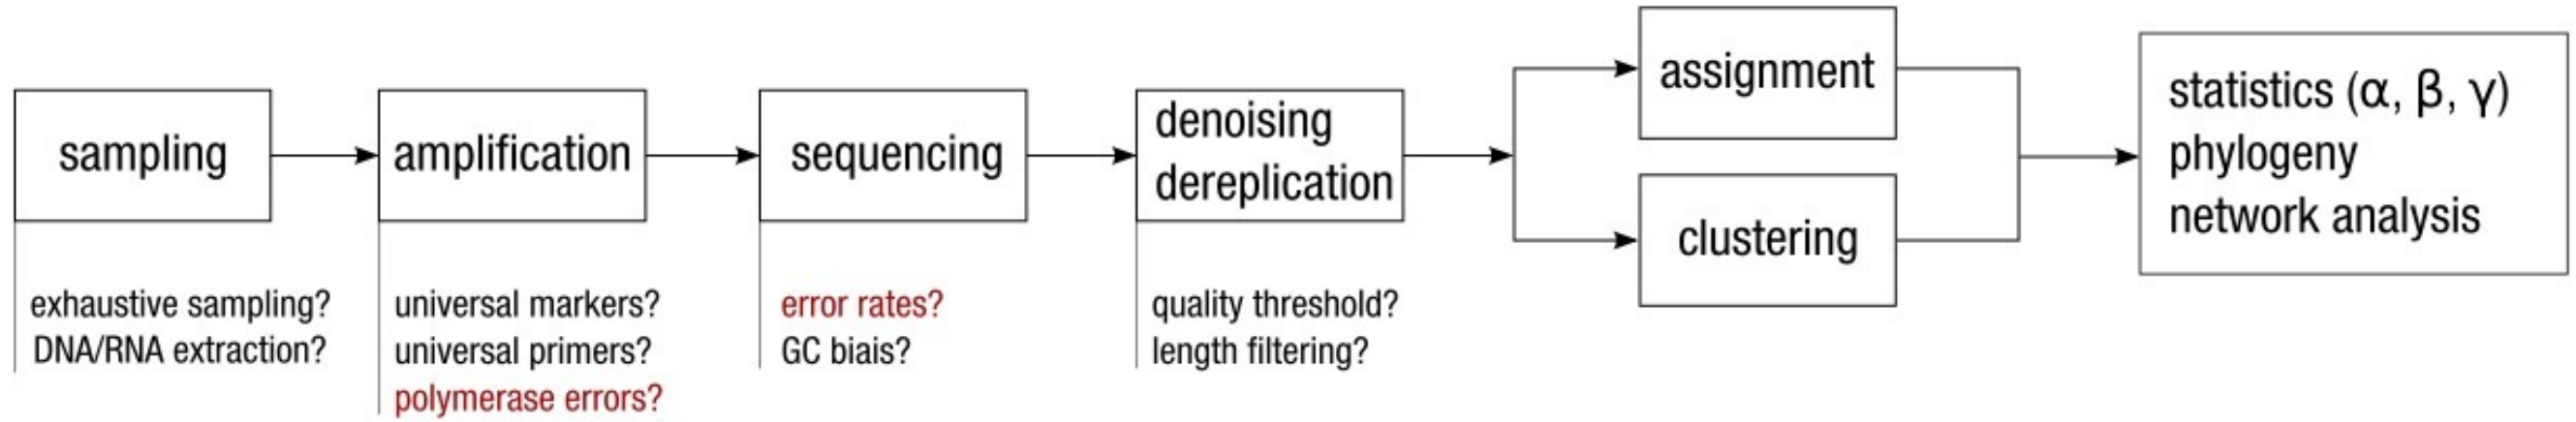 sampling
exhaustive sampling?
DNA/RNA extraction?
amplification
universal markers?
universal primers?
polymerase errors?
sequencing
error rates?
GC biais?
denoising
dereplication
quality threshold?
length filtering?
assignment
clustering
statistics (α, β, γ)
phylogeny
network analysis